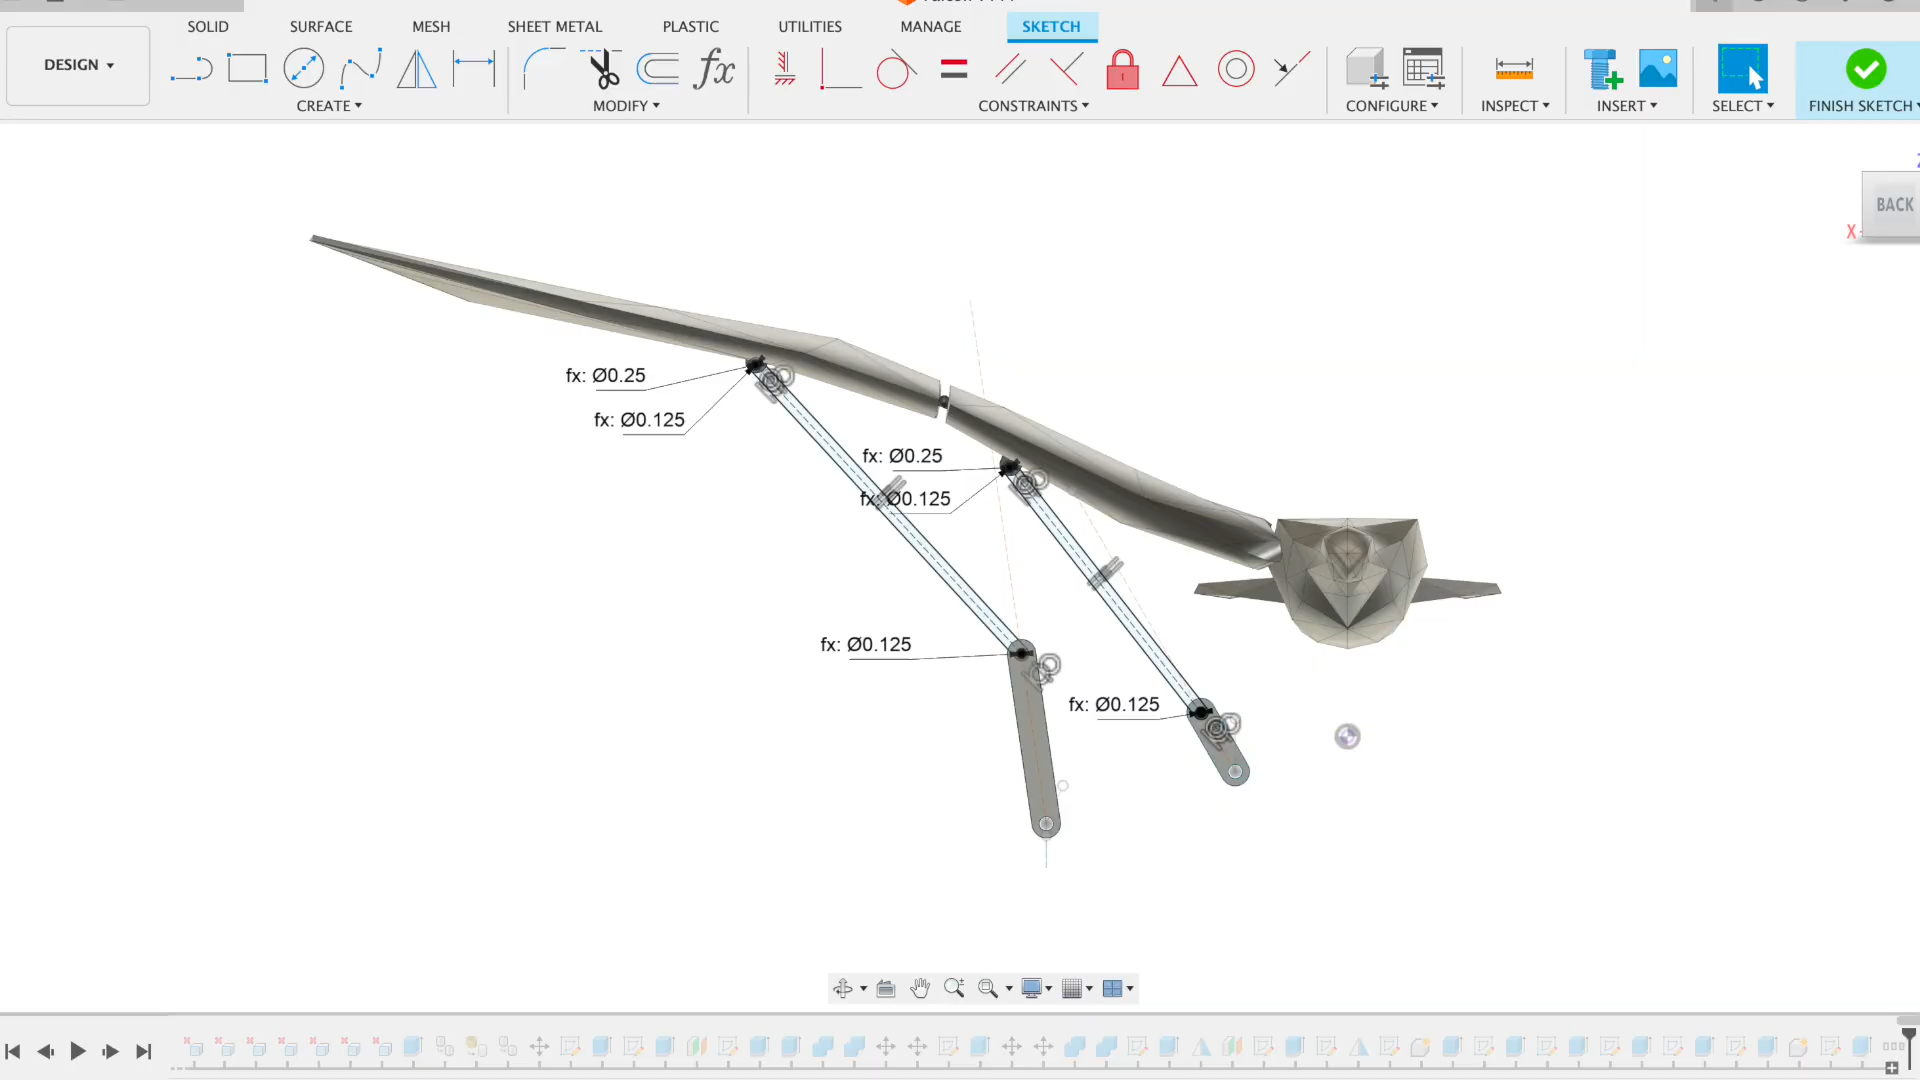 SOLID SURFACE MESH SHEET METAL PLASTIC UTILITIES MANAGE SKETCH
DESIGN
fx
CREATE MODIFY CONSTRAINTS CONFIGURE INSPECT INSERT SELECT FINISH SKETCH
Z
BACK
X
fx: Ø0.25
fx: Ø0.125
fx: Ø0.25
fx: Ø0.125
fx: Ø0.125
fx: Ø0.125